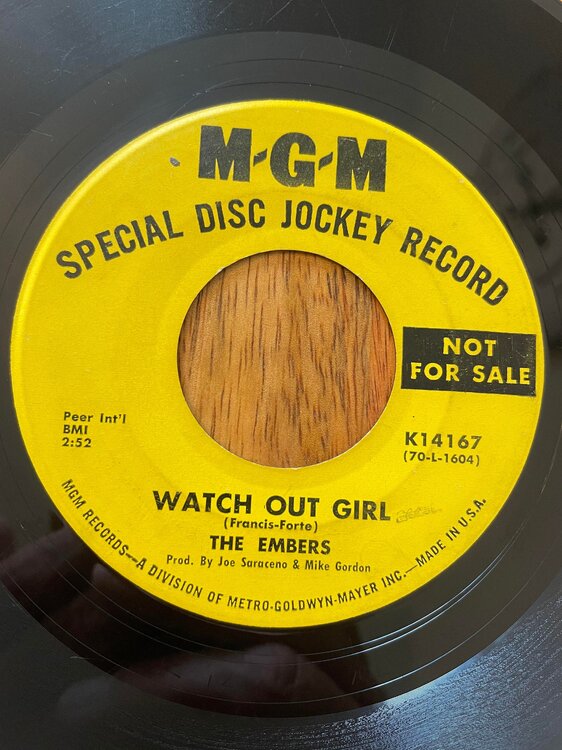 M-G-M
SPECIAL DISC JOCKEY RECORD
NOT
FOR SALE
Peer Int'l
BMI
2:52
K14167
(70-L-1604)
WATCH OUT GIRL
(Francis-Forte)
THE EMBERS
Prod. By Joe Saraceno & Mike Gordon
MGM RECORDS—A DIVISION OF METRO-GOLDWYN-MAYER INC.—MADE IN U.S.A.